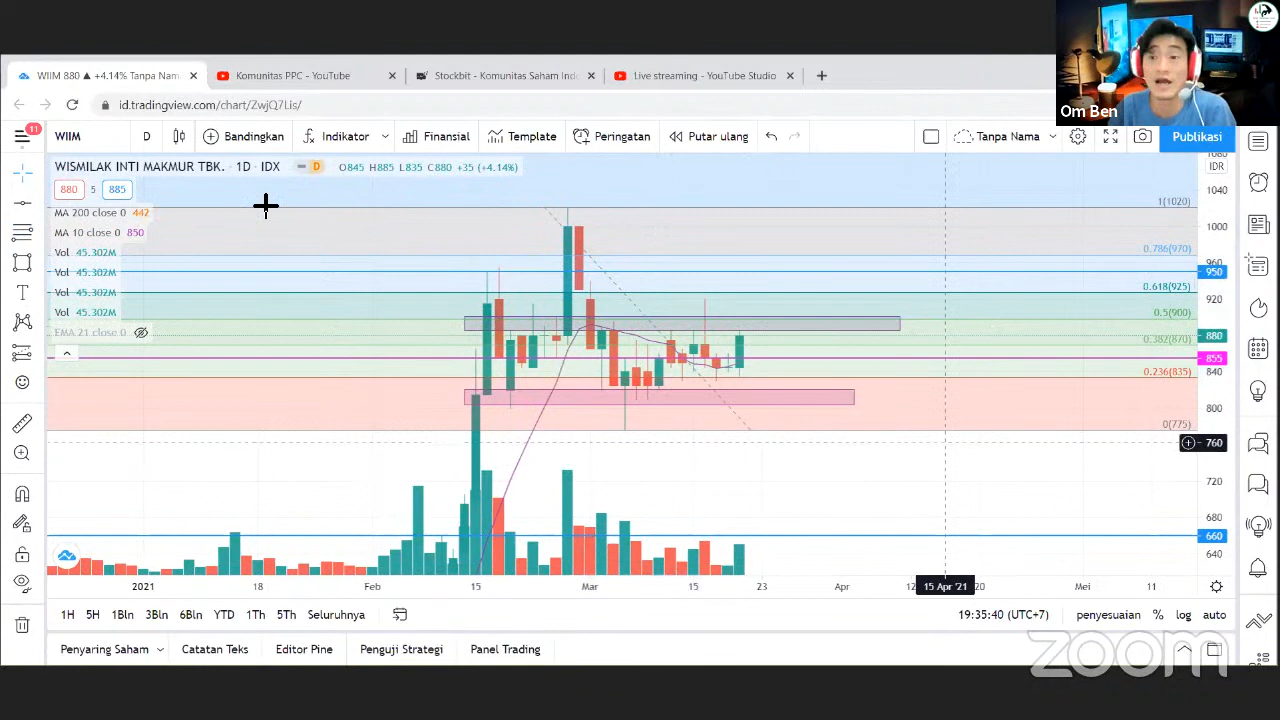 WIIM 880 ▲ +4.14% Tanpa Nam
Komunitas PPC - YouTube
Stockbit - Komunitas Saham Ind
Live streaming - YouTube Studio
id.tradingview.com/chart/ZwjQ7Lis/
Om Ben
11
WIIM
D
Bandingkan
Indikator
Finansial
Template
Peringatan
Putar ulang
Tanpa Nama
Publikasi
WISMILAK INTI MAKMUR TBK. · 1D · IDX
D
O845 H885 L835 C880 +35 (+4.14%)
880 5 885
MA 200 close 0 442
MA 10 close 0 850
Vol 45.302M
Vol 45.302M
Vol 45.302M
Vol 45.302M
EMA 21 close 0
1(1020)
0.786(970)
0.618(925)
0.5(900)
0.382(870)
0.236(835)
0(775)
1080
IDR
1040
1000
960
950
920
880
855
840
800
760
720
680
660
640
2021
18
Feb
15
Mar
15
23
Apr
12
15 Apr '21
20
Mei
11
1H 5H 1Bln 3Bln 6Bln YTD 1Th 5Th Seluruhnya
19:35:40 (UTC+7)
penyesuaian % log auto
Penyaring Saham
Catatan Teks
Editor Pine
Penguji Strategi
Panel Trading
zoom